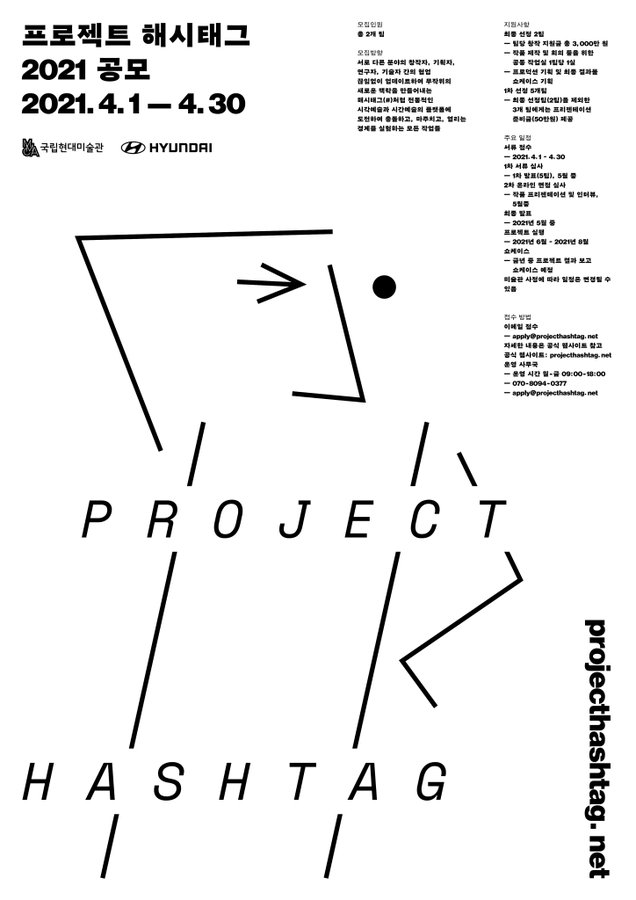 프로젝트 해시태그
2021 공모
2021. 4. 1 — 4. 30
MMCA 국립현대미술관 HYUNDAI
모집인원
총 2개 팀
모집방향
서로 다른 분야의 창작자, 기획자,
연구자, 기술자 간의 협업
끊임없이 업데이트하며 무작위의
새로운 맥락을 만들어내는
해시태그(#)처럼 전통적인
시각예술과 시간예술의 플랫폼에
도전하여 충돌하고, 마주치고, 열리는
경계를 실험하는 모든 작업들
지원사항
최종 선정 2팀
— 팀당 창작 지원금 총 3,000만 원
— 작품 제작 및 회의 등을 위한
공동 작업실 1팀당 1실
— 프로덕션 기획 및 최종 결과물
쇼케이스 기획
1차 선정 5개팀
— 최종 선정팀(2팀)을 제외한
3개 팀에게는 프리젠테이션
준비금(50만원) 제공
주요 일정
서류 접수
— 2021. 4. 1 - 4. 30
1차 서류 심사
— 1차 발표(5팀), 5월 중
2차 온라인 면접 심사
— 작품 프리젠테이션 및 인터뷰,
5월중
최종 발표
— 2021년 5월 중
프로젝트 실행
— 2021년 6월 - 2021년 8월
쇼케이스
— 금년 중 프로젝트 결과 보고
쇼케이스 예정
미술관 사정에 따라 일정은 변경될 수
있음
접수 방법
이메일 접수
— apply@projecthashtag. net
자세한 내용은 공식 웹사이트 참고
공식 웹사이트: projecthashtag. net
운영 사무국
— 운영 시간 월-금 09:00-18:00
— 070-8094-0377
— apply@projecthashtag. net
PROJECT
HASHTAG
projecthashtag. net